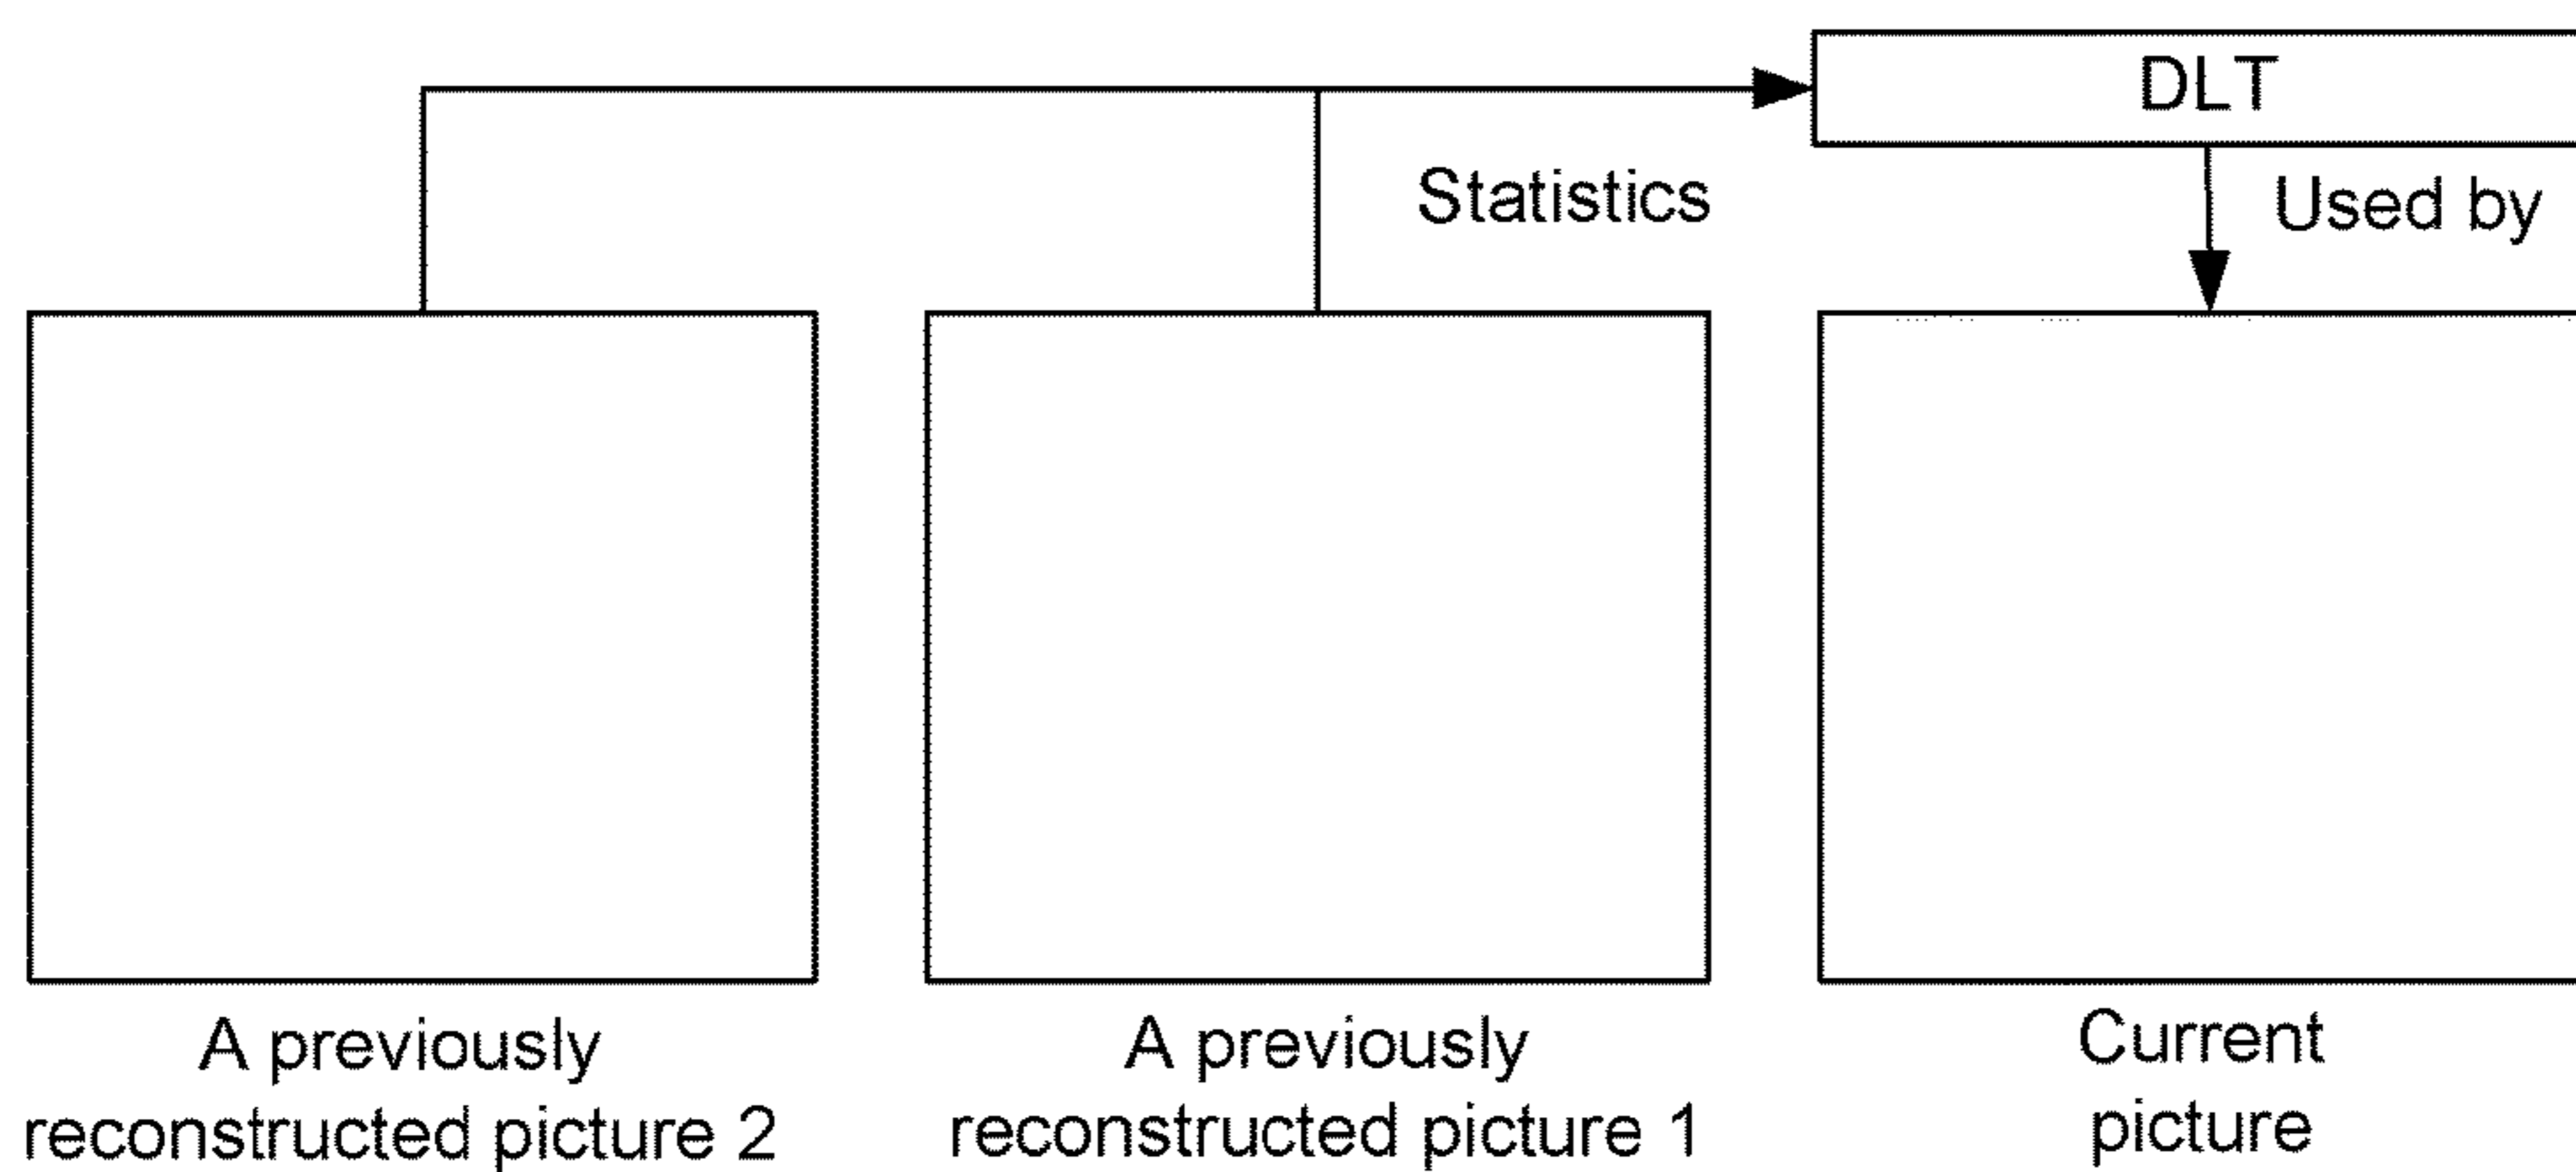 DLT
Statistics
Used by
A previously
reconstructed picture 2
A previously
reconstructed picture 1
Current
picture